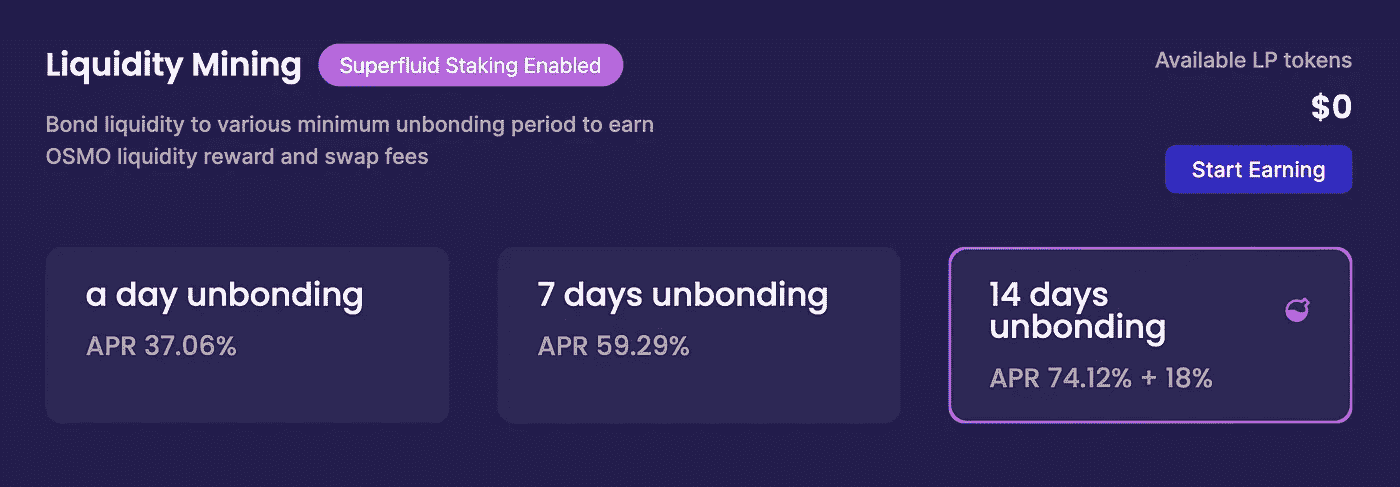 Liquidity Mining
Superfluid Staking Enabled
Bond liquidity to various minimum unbonding period to earn
OSMO liquidity reward and swap fees
Available LP tokens
$0
Start Earning
a day unbonding
APR 37.06%
7 days unbonding
APR 59.29%
14 days
unbonding
APR 74.12% + 18%